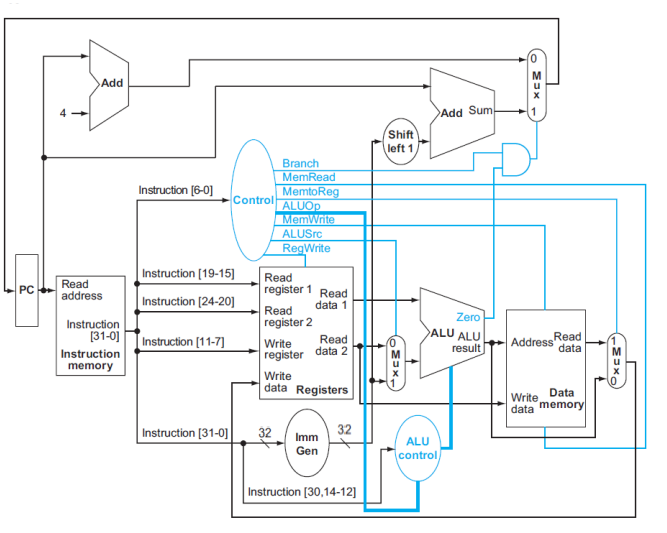 Add
4
0
M
u
x
1
Add Sum
Shift
left 1
Branch
MemRead
MemtoReg
ALUOp
MemWrite
ALUSrc
RegWrite
Control
Instruction [6-0]
PC
Read
address
Instruction
[31-0]
Instruction
memory
Instruction [19-15]
Instruction [24-20]
Instruction [11-7]
Read
register 1
Read
data 1
Read
register 2
Write
register
Read
data 2
Write
data
Registers
0
M
u
x
1
Zero
ALU
ALU
result
Address
Read
data
Write
data
Data
memory
1
M
u
x
0
Instruction [31-0]
32
Imm
Gen
32
ALU
control
Instruction [30,14-12]